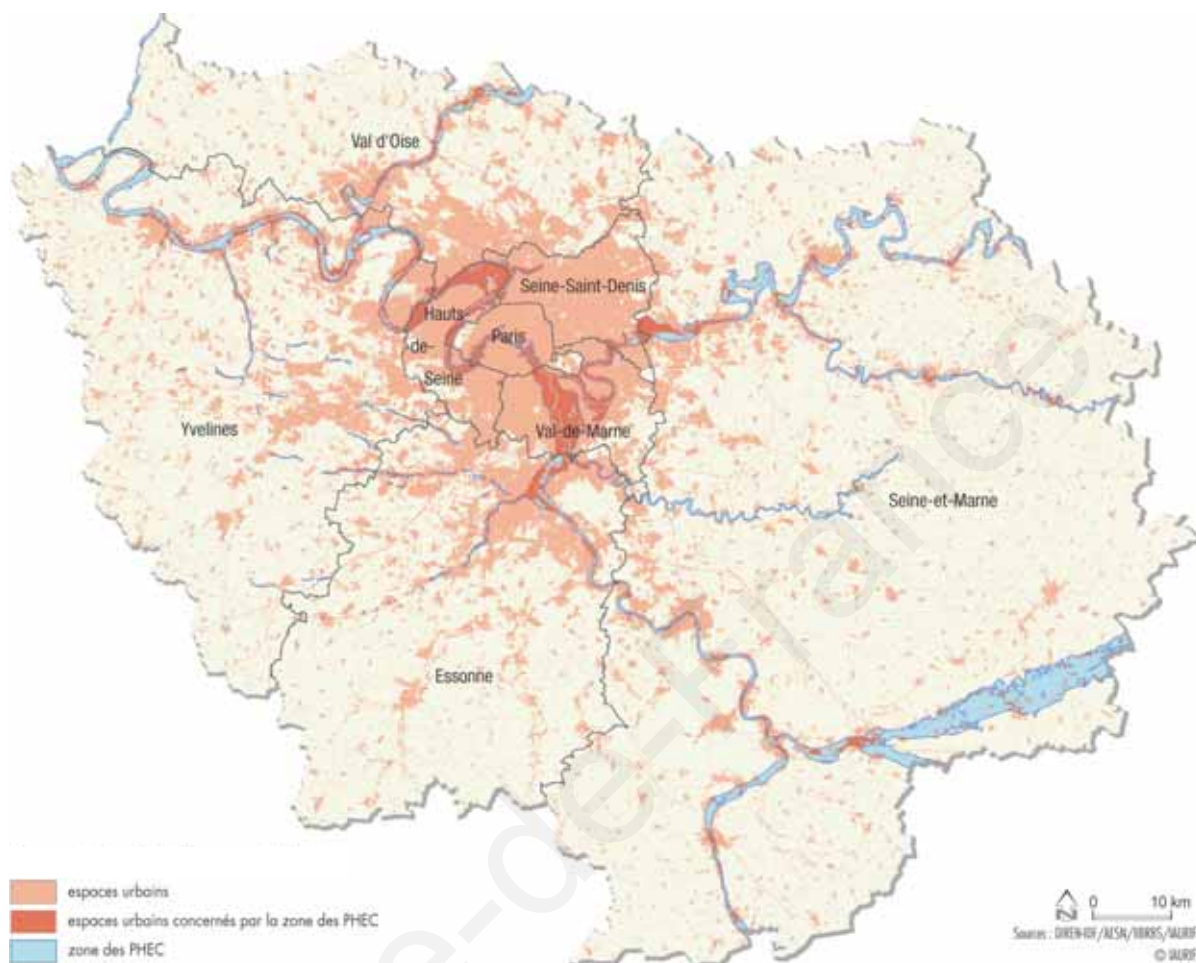 Val d'Oise
Seine-Saint-Denis
Hauts-
Paris
-de-
Seine
Yvelines
Val-de-Marne
Seine-et-Marne
Essonne
espaces urbains
espaces urbains concernés par la zone des PHEC
zone des PHEC
N
0 10 km
Sources : DIREN-IDF/AESN/IIBRBS/IAURIF
© IAURIF
e-de-France